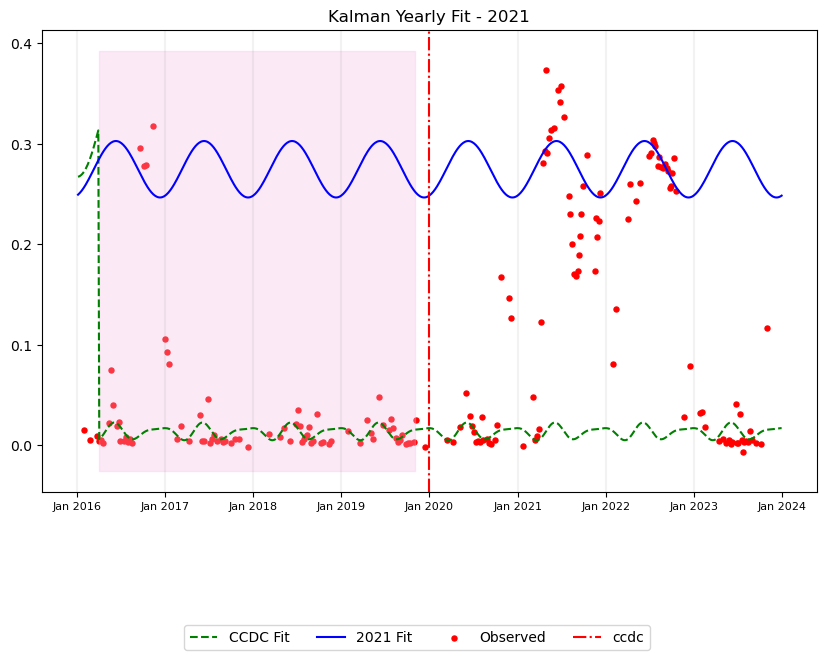 Kalman Yearly Fit - 2021
0.4
0.3
0.2
0.1
0.0
Jan 2016 Jan 2017 Jan 2018 Jan 2019 Jan 2020 Jan 2021 Jan 2022 Jan 2023 Jan 2024
CCDC Fit 2021 Fit Observed ccdc